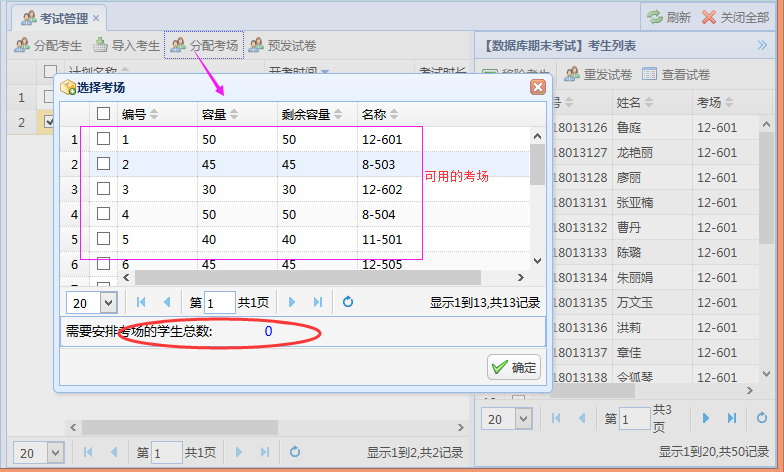 考试管理 ×
刷新 关闭全部
分配考生 导入考生 分配考场 预发试卷
【数据库期末考试】考生列表 »
重发试卷 查看试卷
计划名称 开考时间 考试时长
1
2
选择考场
编号 容量 剩余容量 名称
1 1 50 50 12-601
2 2 45 45 8-503
3 3 30 30 12-602
4 4 50 50 8-504
5 5 40 40 11-501
6 6 45 45 12-505
可用的考场
20 第 1 共1页 显示1到13,共13记录
需要安排考场的学生总数: 0
确定
号 姓名 考场
18013126 鲁庭 12-601
18013127 龙艳丽 12-601
18013128 廖丽 12-601
18013131 张亚楠 12-601
18013132 曹丹 12-601
18013133 陈璐 12-601
18013134 朱丽娟 12-601
18013135 万文玉 12-601
18013136 洪莉 12-601
18013137 章佳 12-601
18013138 令狐琴 12-601
20 第 1 共3页
显示1到20,共50记录
20 第 1 共1页 显示1到2,共2记录